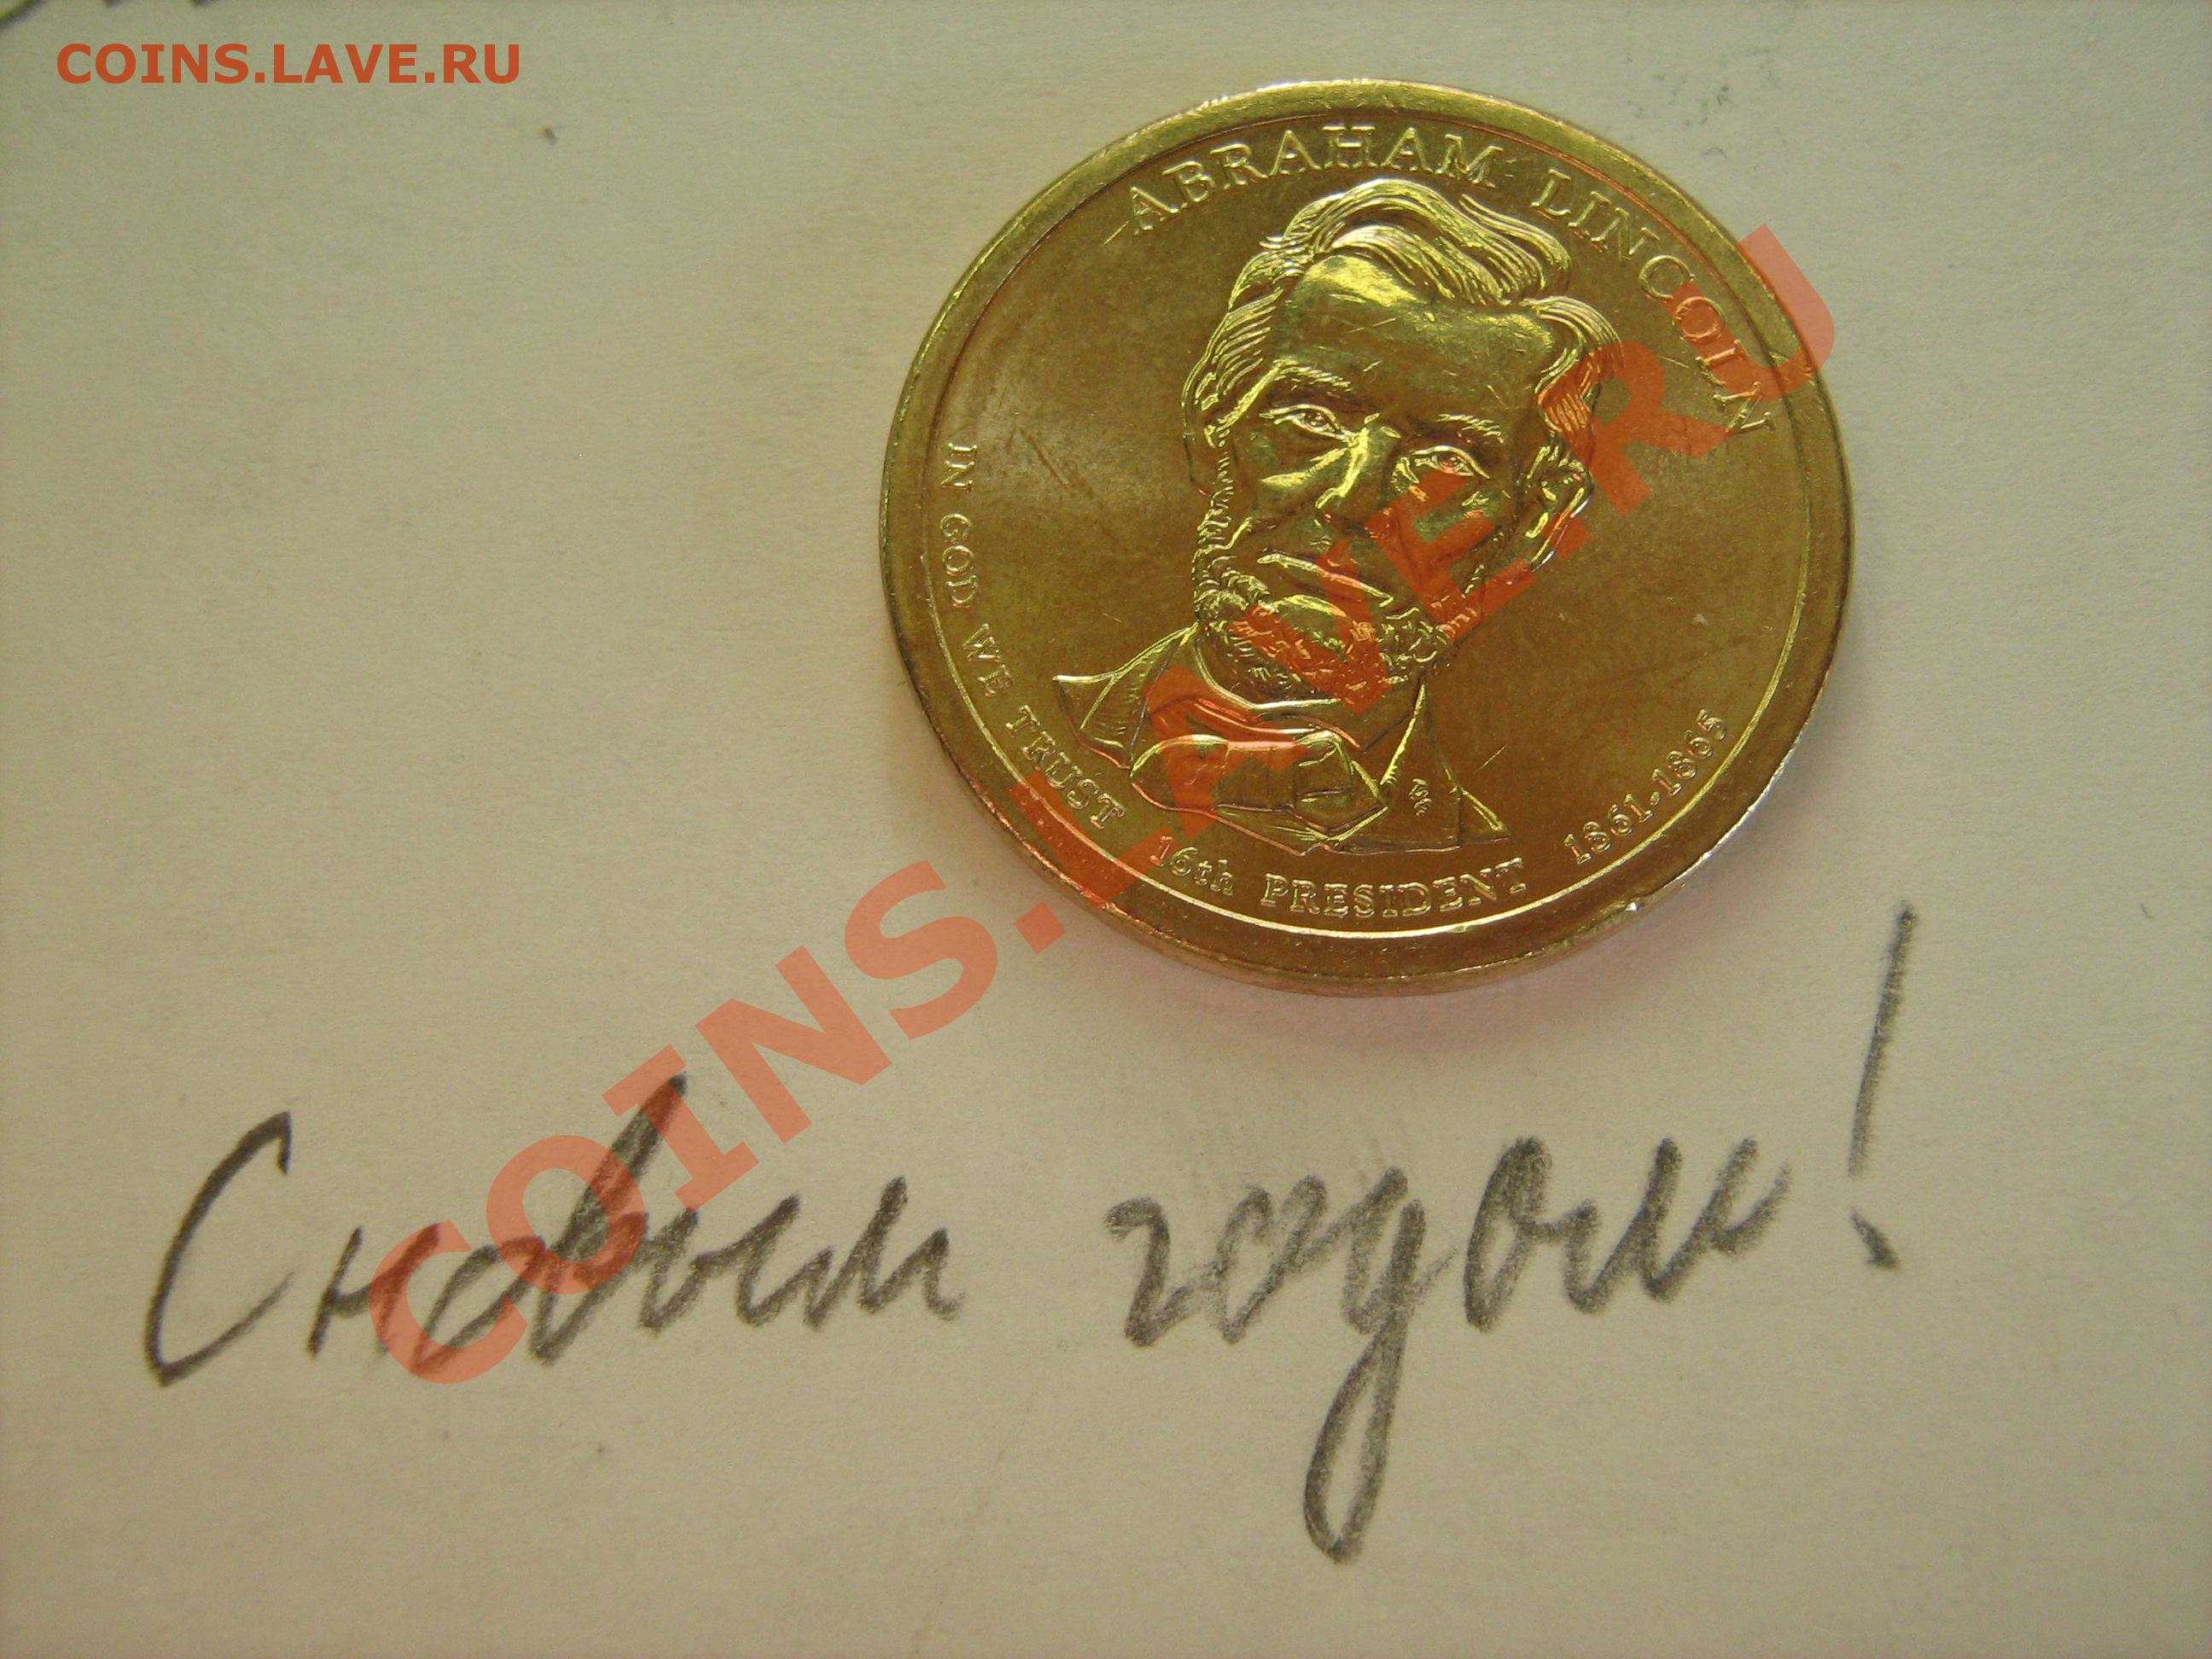 COINS.LAVE.RU
ABRAHAM LINCOLN
IN GOD WE TRUST
16th PRESIDENT
1861-1865
COINS.LAVE.RU
С новым годом!